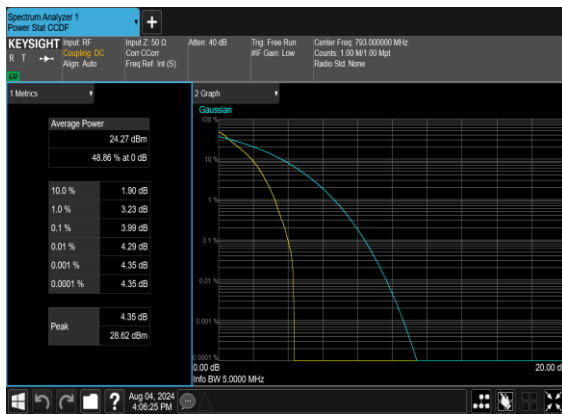 Spectrum Analyzer 1
Power Stat CCDF
KEYSIGHT
R T
LXI
Input: RF
Coupling: DC
Align: Auto
Input Z: 50 Ω
Corr CCorr
Freq Ref: Int (S)
Atten: 40 dB
Trig: Free Run
#IF Gain: Low
Center Freq: 793.000000 MHz
Counts: 1.00 M/1.00 Mpt
Radio Std: None
1 Metrics
Average Power
24.27 dBm
48.86 % at 0 dB
10.0 % 1.90 dB
1.0 % 3.23 dB
0.1 % 3.99 dB
0.01 % 4.29 dB
0.001 % 4.35 dB
0.0001 % 4.35 dB
Peak
4.35 dB
28.62 dBm
2 Graph
Gaussian
100 %
10 %
1 %
0.1 %
0.01 %
0.001 %
0.0001 %
0.00 dB
20.00 d
Info BW 5.0000 MHz
?
Aug 04, 2024
4:06:25 PM